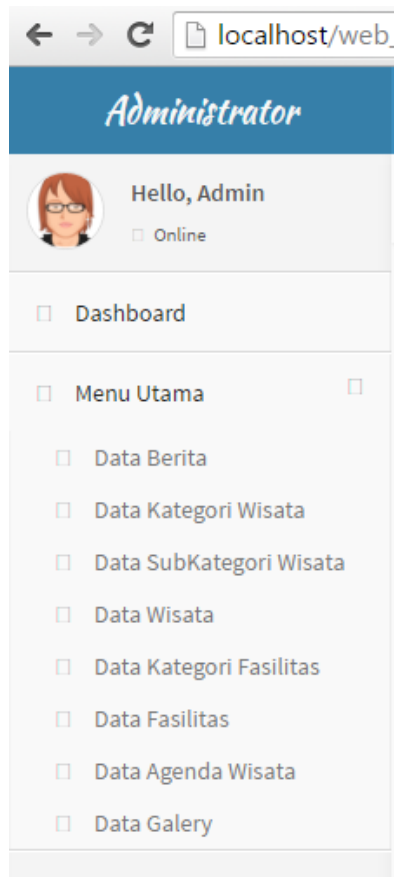 localhost/web_
Administrator
Hello, Admin
Online
Dashboard
Menu Utama
Data Berita
Data Kategori Wisata
Data SubKategori Wisata
Data Wisata
Data Kategori Fasilitas
Data Fasilitas
Data Agenda Wisata
Data Galery